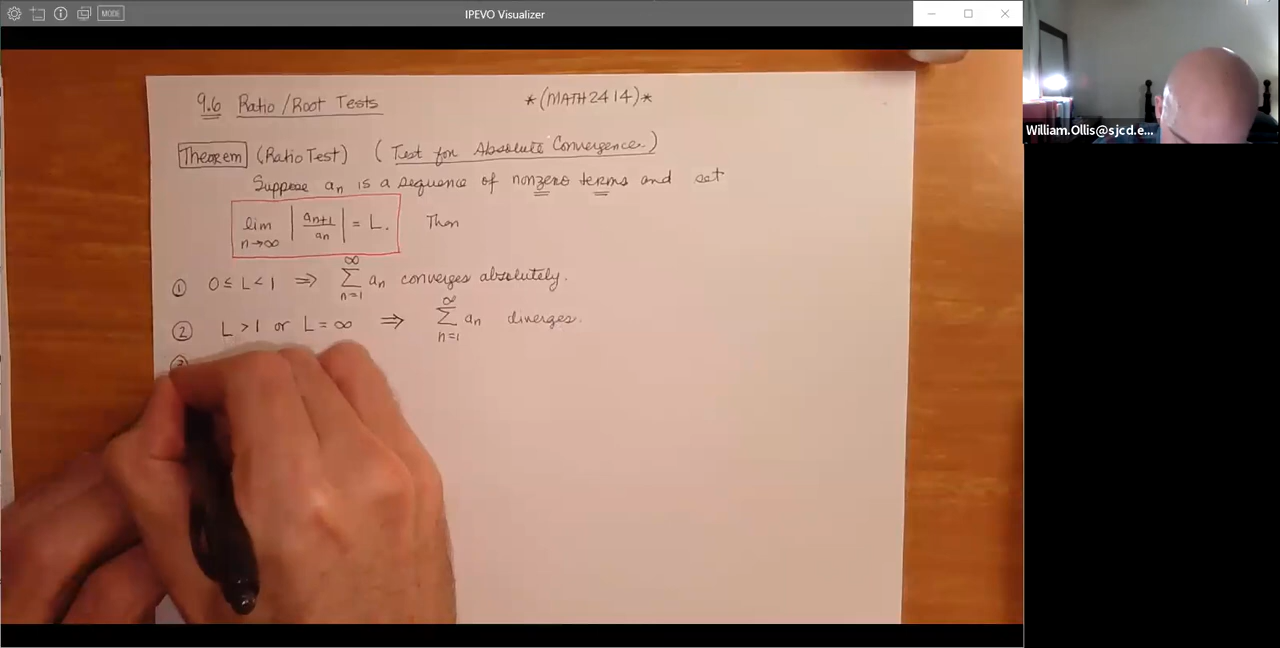 IPEVO Visualizer
MODE
William.Ollis@sjcd.e...
9.6 Ratio/Root Tests *(MATH 2414)*
Theorem (Ratio Test) (Test for Absolute Convergence)
Suppose aₙ is a sequence of nonzero terms and set
lim n→∞ |aₙ₊₁/aₙ| = L. Then
① 0 ≤ L < 1 ⇒ ∑ₙ₌₁^∞ aₙ converges absolutely.
② L > 1 or L = ∞ ⇒ ∑ₙ₌₁^∞ aₙ diverges.
③